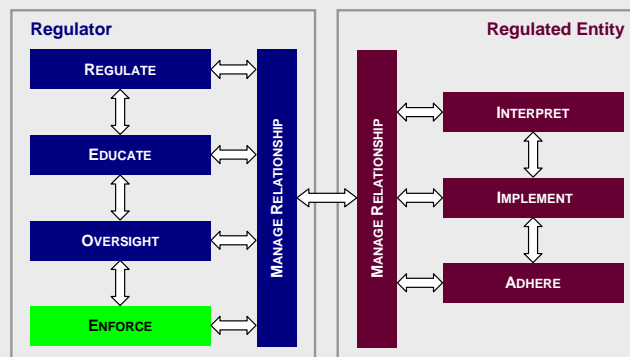 Regulator
REGULATE
EDUCATE
OVERSIGHT
ENFORCE
MANAGE RELATIONSHIP
Regulated Entity
MANAGE RELATIONSHIP
INTERPRET
IMPLEMENT
ADHERE